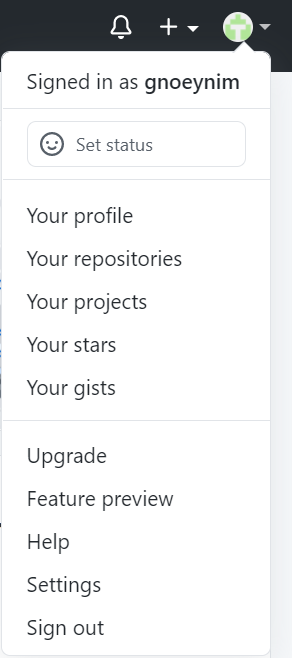 Signed in as gnoeynim
Set status
Your profile
Your repositories
Your projects
Your stars
Your gists
Upgrade
Feature preview
Help
Settings
Sign out